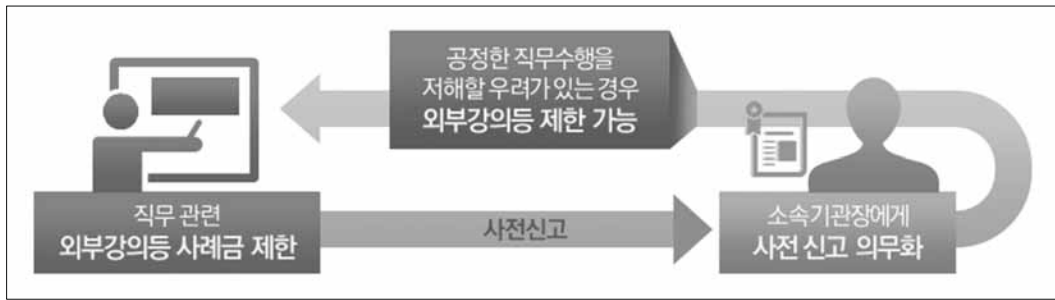 공정한 직무수행을
저해할 우려가 있는 경우
외부강의등 제한 가능
직무 관련
외부강의등 사례금 제한
사전신고
소속기관장에게
사전 신고 의무화